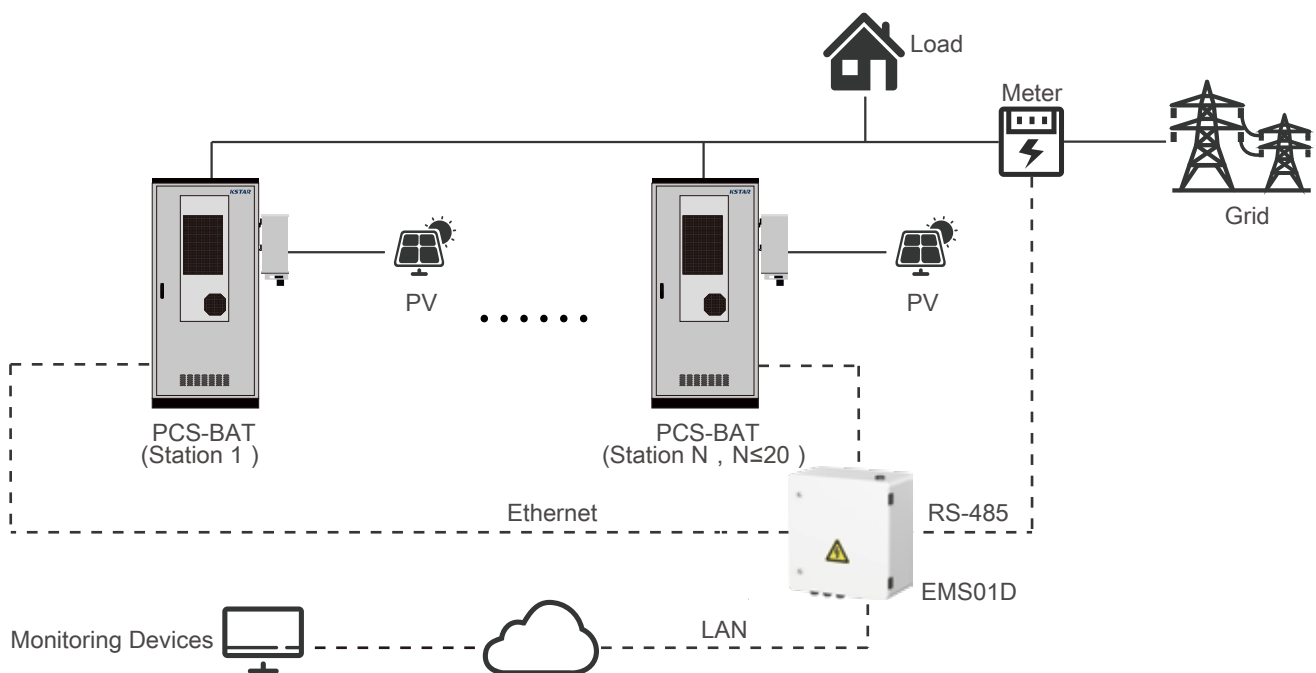 Load
Meter
Grid
KSTAR
KSTAR
PV
PV
PCS-BAT
(Station 1 )
PCS-BAT
(Station N , N≤20 )
Ethernet
RS-485
EMS01D
LAN
Monitoring Devices